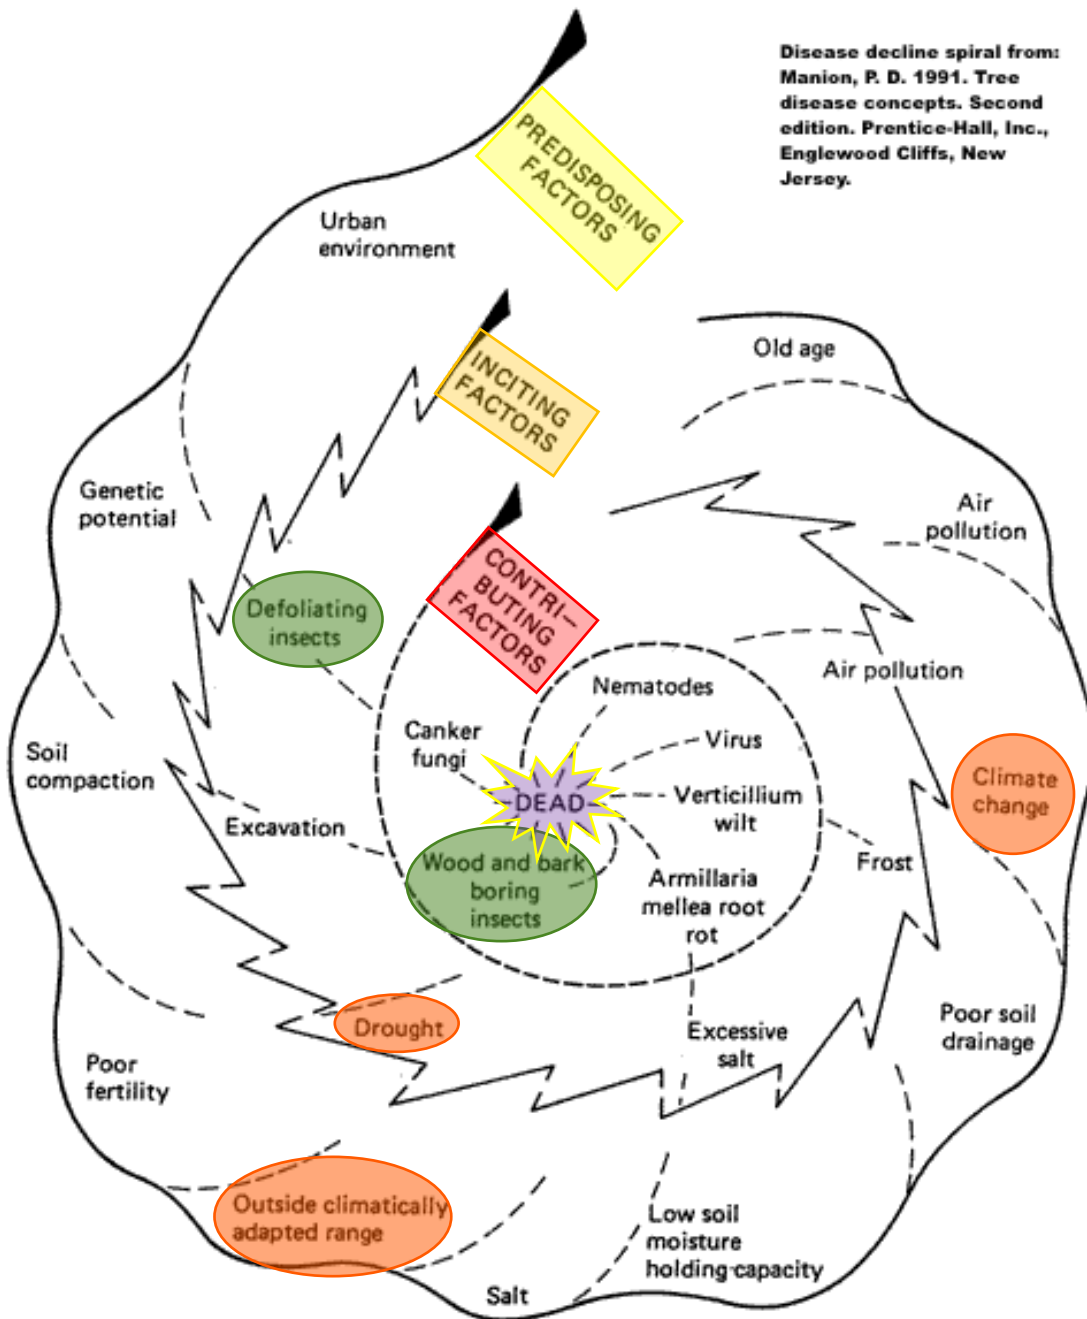 Disease decline spiral from:
Manion, P. D. 1991. Tree
disease concepts. Second
edition. Prentice-Hall, Inc.,
Englewood Cliffs, New
Jersey.
PREDISPOSING
FACTORS
Urban
environment
INCITING
FACTORS
Old age
Genetic
potential
Air
pollution
CONTRI-
BUTING
FACTORS
Defoliating
insects
Air pollution
Nematodes
Canker
fungi
Virus
Soil
compaction
Climate
change
DEAD
Verticillium
wilt
Excavation
Frost
Wood and bark
boring
insects
Armillaria
mellea root
rot
Drought
Excessive
salt
Poor soil
drainage
Poor
fertility
Outside climatically
adapted range
Low soil
moisture
holding-capacity
Salt